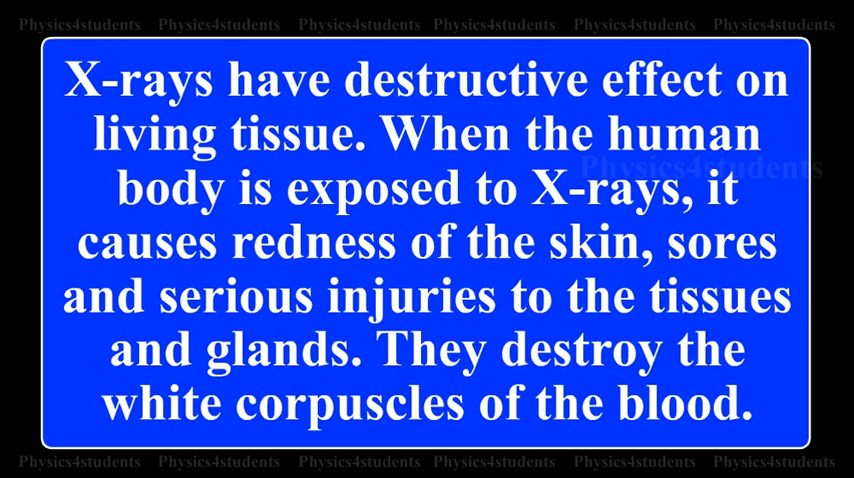 Physics4students Physics4students Physics4students Physics4students Physics4students Physics4students
X-rays have destructive effect on
living tissue. When the human
Physics4students
body is exposed to X-rays, it
causes redness of the skin, sores
and serious injuries to the tissues
and glands. They destroy the
white corpuscles of the blood.
Physics4students Physics4students Physics4students Physics4students Physics4students Physics4students